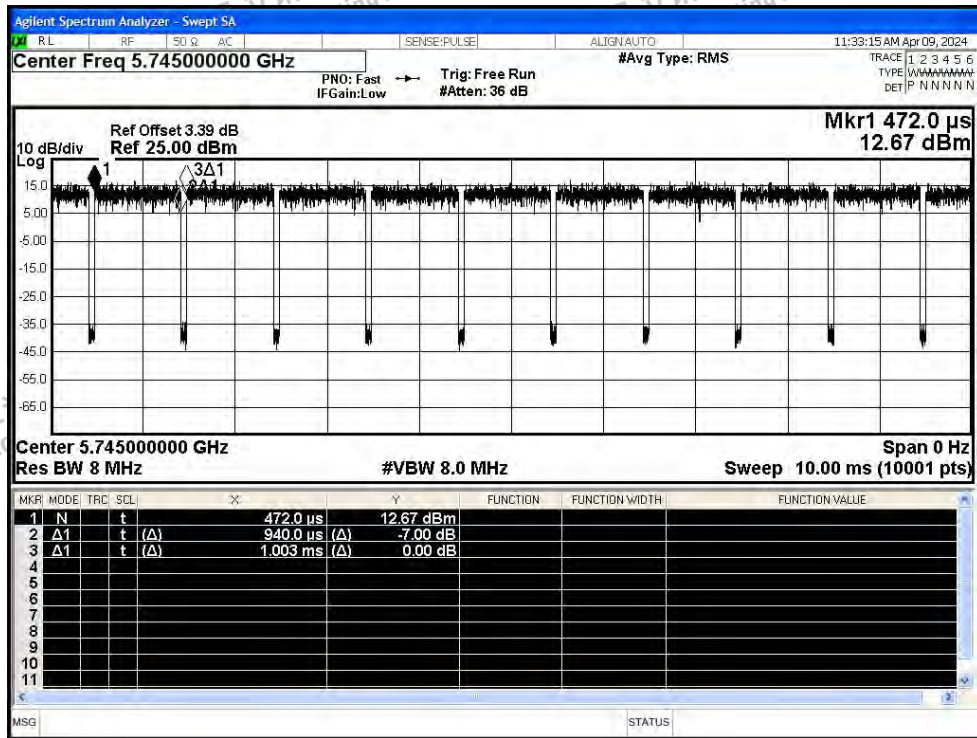 Agilent Spectrum Analyzer - Swept SA
LXI RL RF 50 Ω AC SENSE:PULSE ALIGN AUTO 11:33:15 AM Apr 09, 2024
Center Freq 5.745000000 GHz #Avg Type: RMS TRACE 1 2 3 4 5 6
PNO: Fast Trig: Free Run TYPE WWWWWW
IFGain:Low #Atten: 36 dB DET P N N N N N
Mkr1 472.0 µs
Ref Offset 3.39 dB
10 dB/div Ref 25.00 dBm 12.67 dBm
Log
1
3Δ1
2Δ1
15.0
5.00
-5.00
-15.0
-25.0
-35.0
-45.0
-55.0
-65.0
Center 5.745000000 GHz Span 0 Hz
Res BW 8 MHz #VBW 8.0 MHz Sweep 10.00 ms (10001 pts)
MKR MODE TRC SCL X Y FUNCTION FUNCTION WIDTH FUNCTION VALUE
1 N t 472.0 µs 12.67 dBm
2 Δ1 t (Δ) 940.0 µs (Δ) -7.00 dB
3 Δ1 t (Δ) 1.003 ms (Δ) 0.00 dB
4
5
6
7
8
9
10
11
MSG STATUS